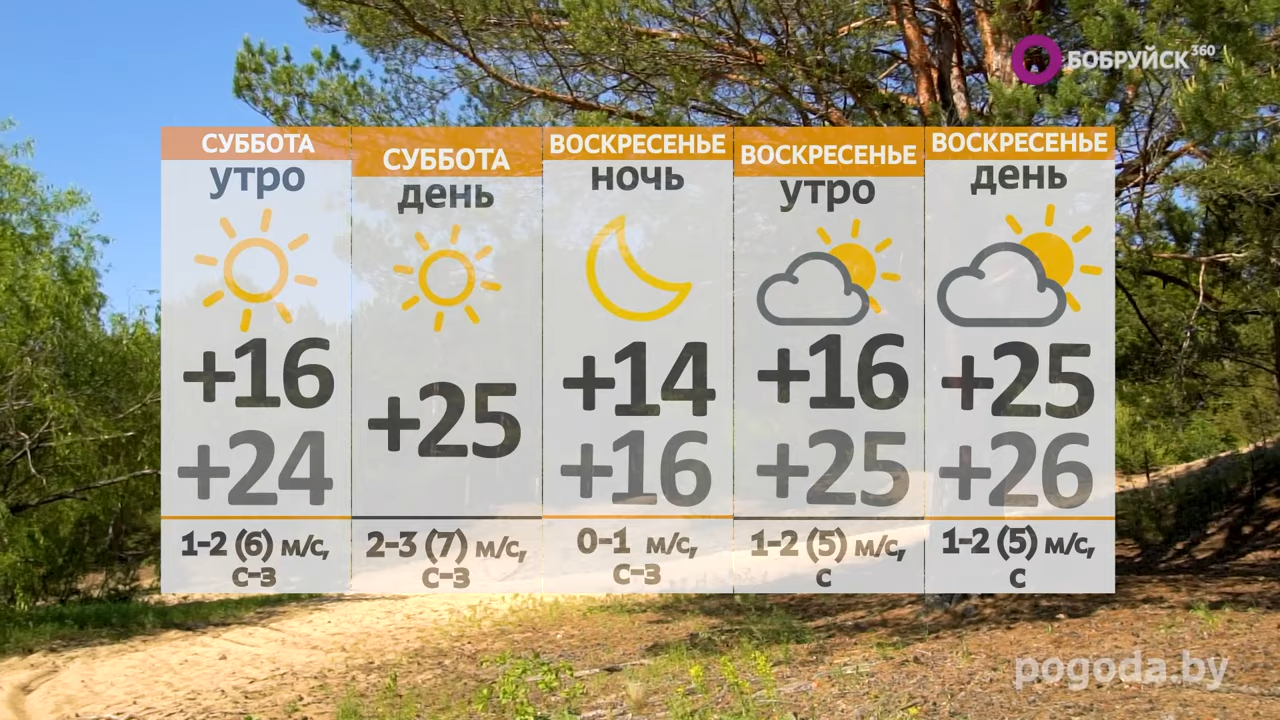 БОБРУЙСК360
СУББОТА
утро
+16
+24
1-2 (6) м/с,
с-з
СУББОТА
день
+25
2-3 (7) м/с,
с-з
ВОСКРЕСЕНЬЕ
ночь
+14
+16
0-1 м/с,
с-з
ВОСКРЕСЕНЬЕ
утро
+16
+25
1-2 (5) м/с,
с
ВОСКРЕСЕНЬЕ
день
+25
+26
1-2 (5) м/с,
с
pogoda.by